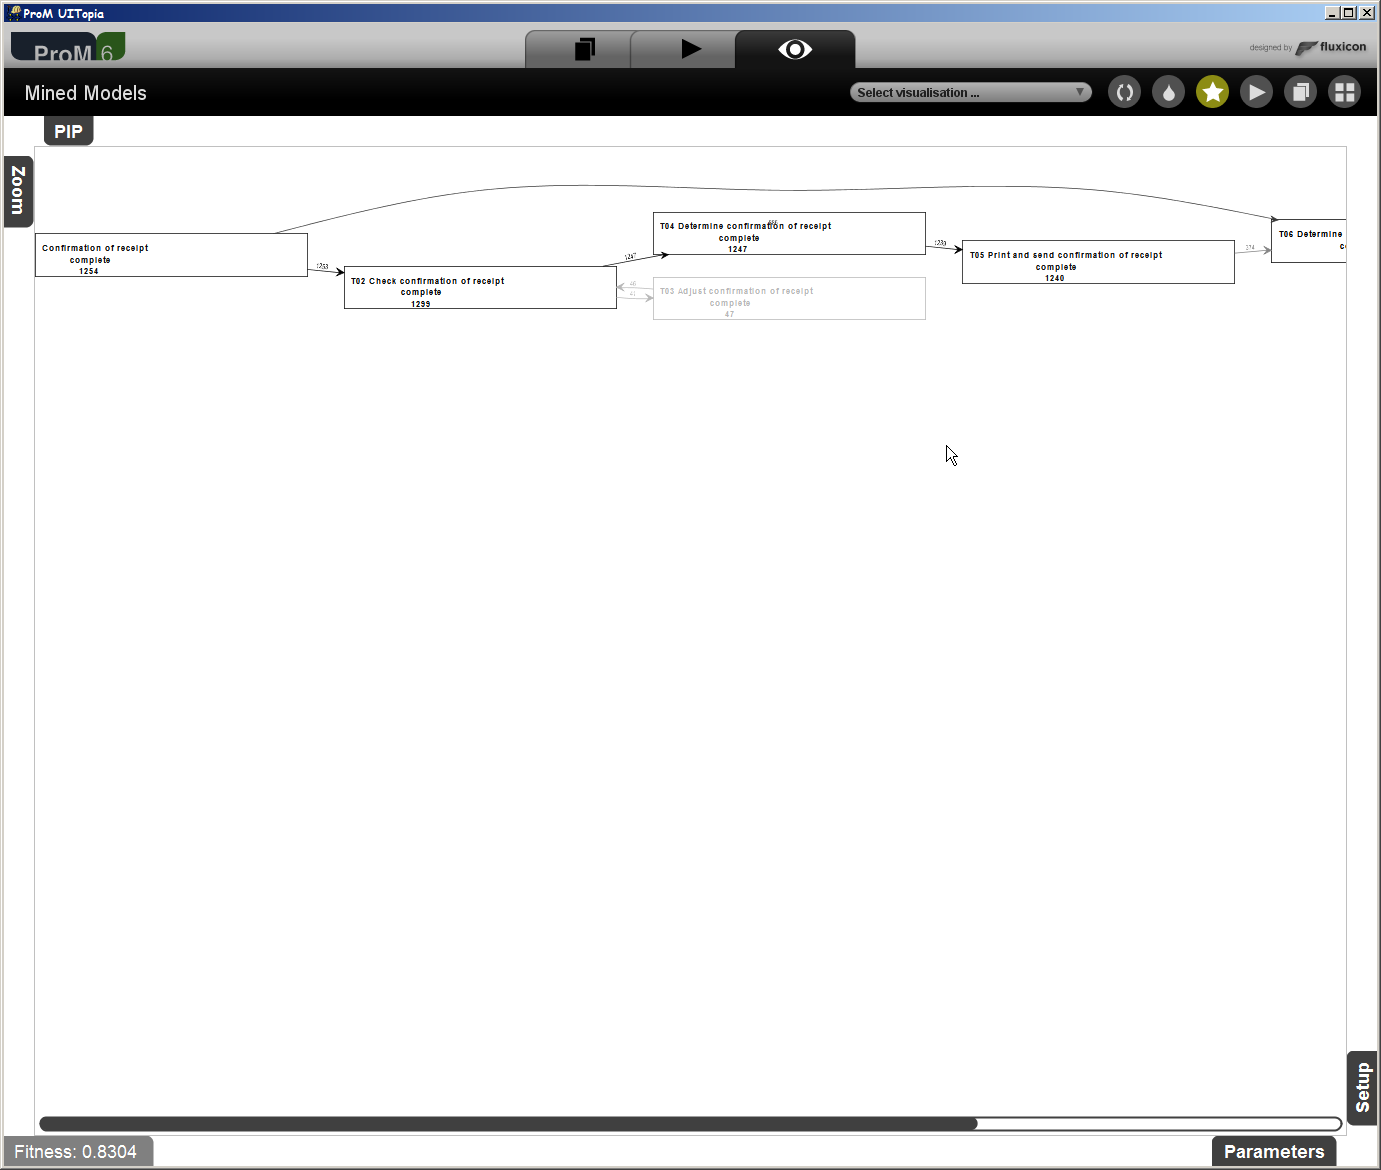 ProM UITopia
ProM 6
designed by fluxicon
Mined Models
Select visualisation ...
PIP
Zoom
Confirmation of receipt
complete
1254
1253
T02 Check confirmation of receipt
complete
1299
1247
T04 Determine confirmation of receipt
complete
1247
T03 Adjust confirmation of receipt
complete
47
1239
T05 Print and send confirmation of receipt
complete
1240
374
T06 Determine
Setup
Fitness: 0.8304
Parameters